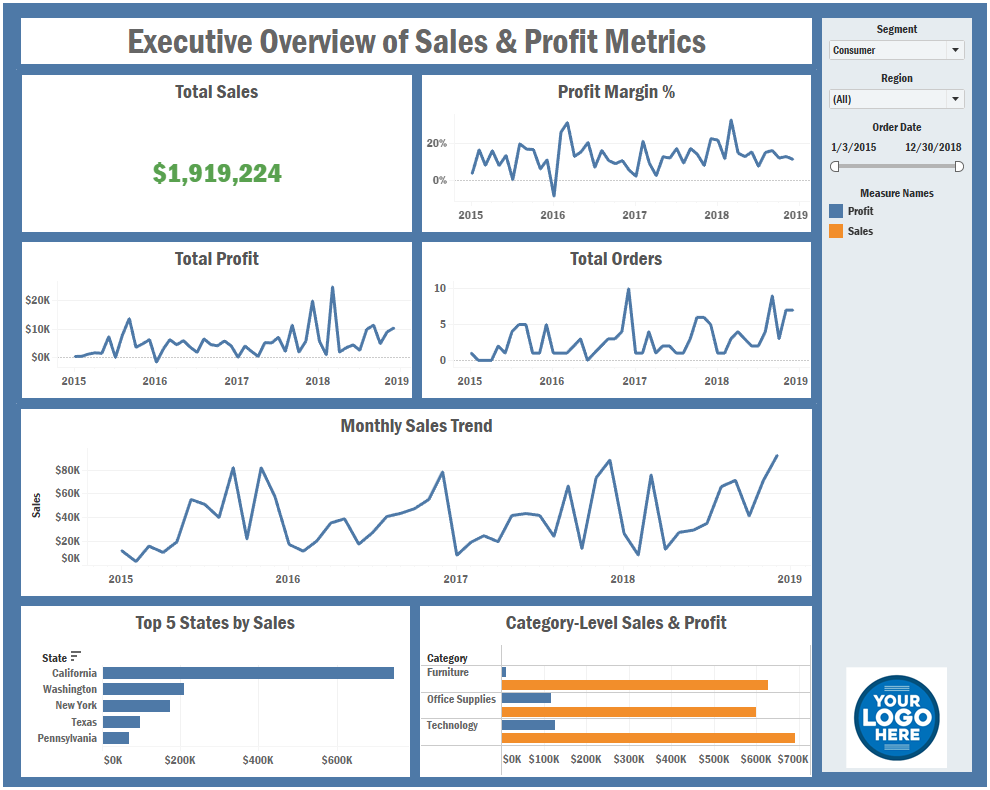 Executive Overview of Sales & Profit Metrics
Total Sales
$1,919,224
Profit Margin %
20%
0%
2015 2016 2017 2018 2019
Total Profit
$20K
$10K
$0K
2015 2016 2017 2018 2019
Total Orders
10
5
0
2015 2016 2017 2018 2019
Monthly Sales Trend
Sales
$80K
$60K
$40K
$20K
$0K
2015 2016 2017 2018 2019
Top 5 States by Sales
State
California
Washington
New York
Texas
Pennsylvania
$0K $200K $400K $600K
Category-Level Sales & Profit
Category
Furniture
Office Supplies
Technology
$0K $100K $200K $300K $400K $500K $600K $700K
Segment
Consumer
Region
(All)
Order Date
1/3/2015 12/30/2018
Measure Names
Profit
Sales
YOUR
LOGO
HERE